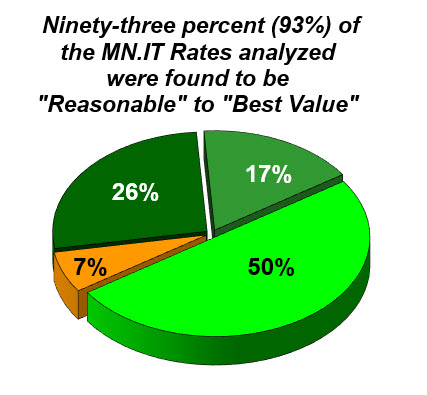 Ninety-three percent (93%) of
the MN.IT Rates analyzed
were found to be
"Reasonable" to "Best Value"
17%
26%
7%
50%